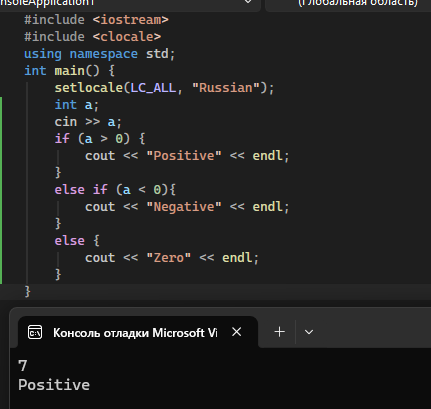 (Глобальная область)
#include <iostream>
#include <clocale>
using namespace std;
int main() {
setlocale(LC_ALL, "Russian");
int a;
cin >> a;
if (a > 0) {
cout << "Positive" << endl;
}
else if (a < 0){
cout << "Negative" << endl;
}
else {
cout << "Zero" << endl;
}
}
Консоль отладки Microsoft Vi
7
Positive